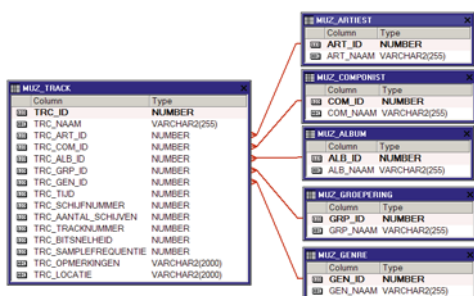 MUZ_TRACK
Column Type
TRC_ID NUMBER
TRC_NAAM VARCHAR2(255)
TRC_ART_ID NUMBER
TRC_COM_ID NUMBER
TRC_ALB_ID NUMBER
TRC_GRP_ID NUMBER
TRC_GEN_ID NUMBER
TRC_TIJD NUMBER
TRC_SCHIJFNUMMER NUMBER
TRC_AANTAL_SCHIJVEN NUMBER
TRC_TRACKNUMMER NUMBER
TRC_BITSNELHEID NUMBER
TRC_SAMPLEFREQUENTIE NUMBER
TRC_OPMERKINGEN VARCHAR2(2000)
TRC_LOCATIE VARCHAR2(2000)
MUZ_ARTIEST
Column Type
ART_ID NUMBER
ART_NAAM VARCHAR2(255)
MUZ_COMPONIST
Column Type
COM_ID NUMBER
COM_NAAM VARCHAR2(255)
MUZ_ALBUM
Column Type
ALB_ID NUMBER
ALB_NAAM VARCHAR2(255)
MUZ_GROEPERING
Column Type
GRP_ID NUMBER
GRP_NAAM VARCHAR2(255)
MUZ_GENRE
Column Type
GEN_ID NUMBER
GEN_NAAM VARCHAR2(255)